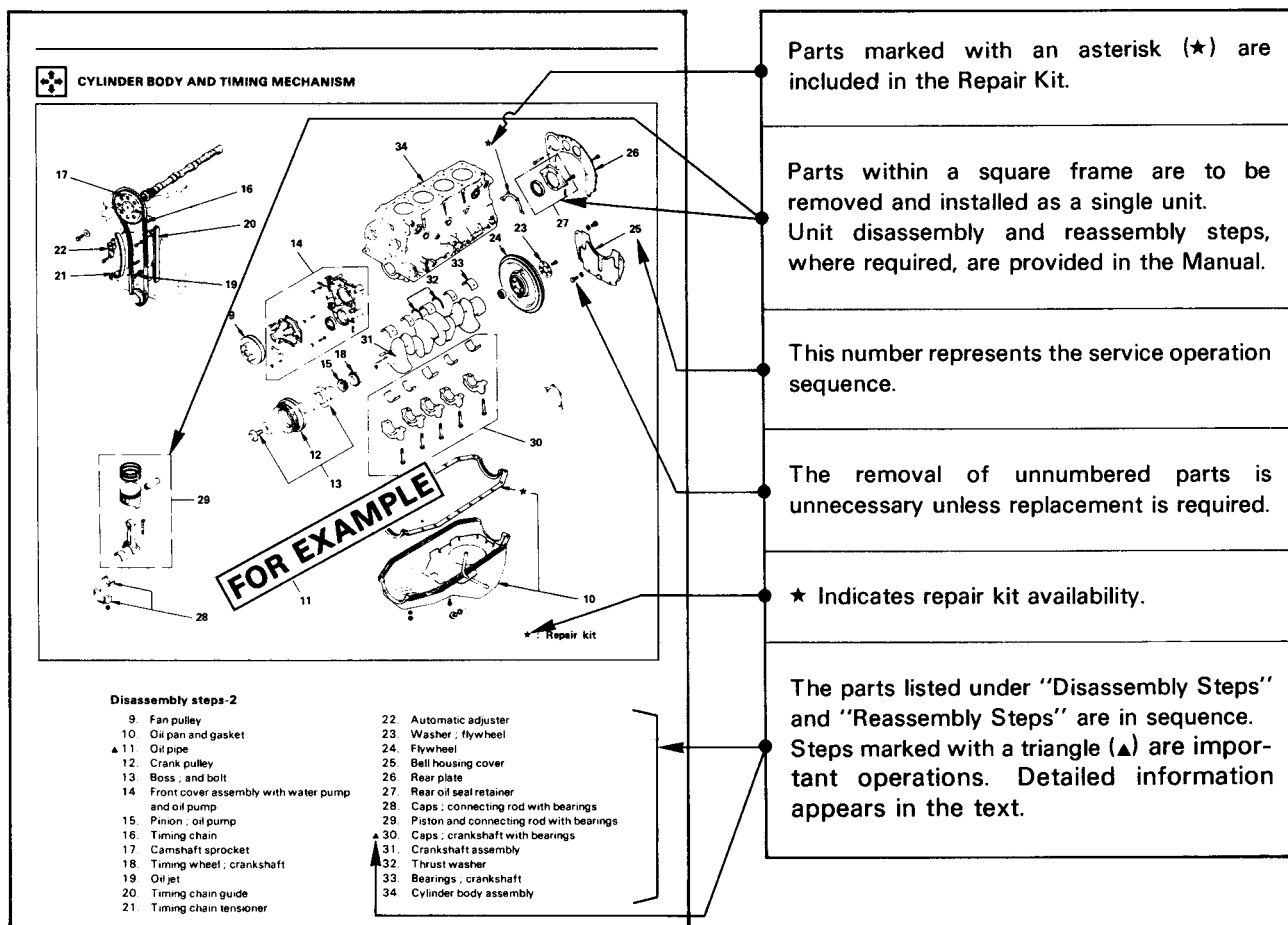 CYLINDER BODY AND TIMING MECHANISM
34
★
26
17
16
20
27
25
22
14
24
23
21
33
32
19
9
31
18
15
12
30
13
29
★
FOR EXAMPLE
11
10
28
★ : Repair kit
Disassembly steps-2
9. Fan pulley
10. Oil pan and gasket
▲ 11. Oil pipe
12. Crank pulley
13. Boss ; and bolt
14 Front cover assembly with water pump
and oil pump
15. Pinion ; oil pump
16. Timing chain
17. Camshaft sprocket
18. Timing wheel ; crankshaft
19. Oil jet
20. Timing chain guide
21. Timing chain tensioner
22. Automatic adjuster
23. Washer ; flywheel
24. Flywheel
25. Bell housing cover
26. Rear plate
27. Rear oil seal retainer
28. Caps ; connecting rod with bearings
29. Piston and connecting rod with bearings
▲ 30. Caps ; crankshaft with bearings
31. Crankshaft assembly
32. Thrust washer
33. Bearings ; crankshaft
34. Cylinder body assembly
Parts marked with an asterisk (★) are
included in the Repair Kit.
Parts within a square frame are to be
removed and installed as a single unit.
Unit disassembly and reassembly steps,
where required, are provided in the Manual.
This number represents the service operation
sequence.
The removal of unnumbered parts is
unnecessary unless replacement is required.
★ Indicates repair kit availability.
The parts listed under "Disassembly Steps"
and "Reassembly Steps" are in sequence.
Steps marked with a triangle (▲) are impor-
tant operations. Detailed information
appears in the text.